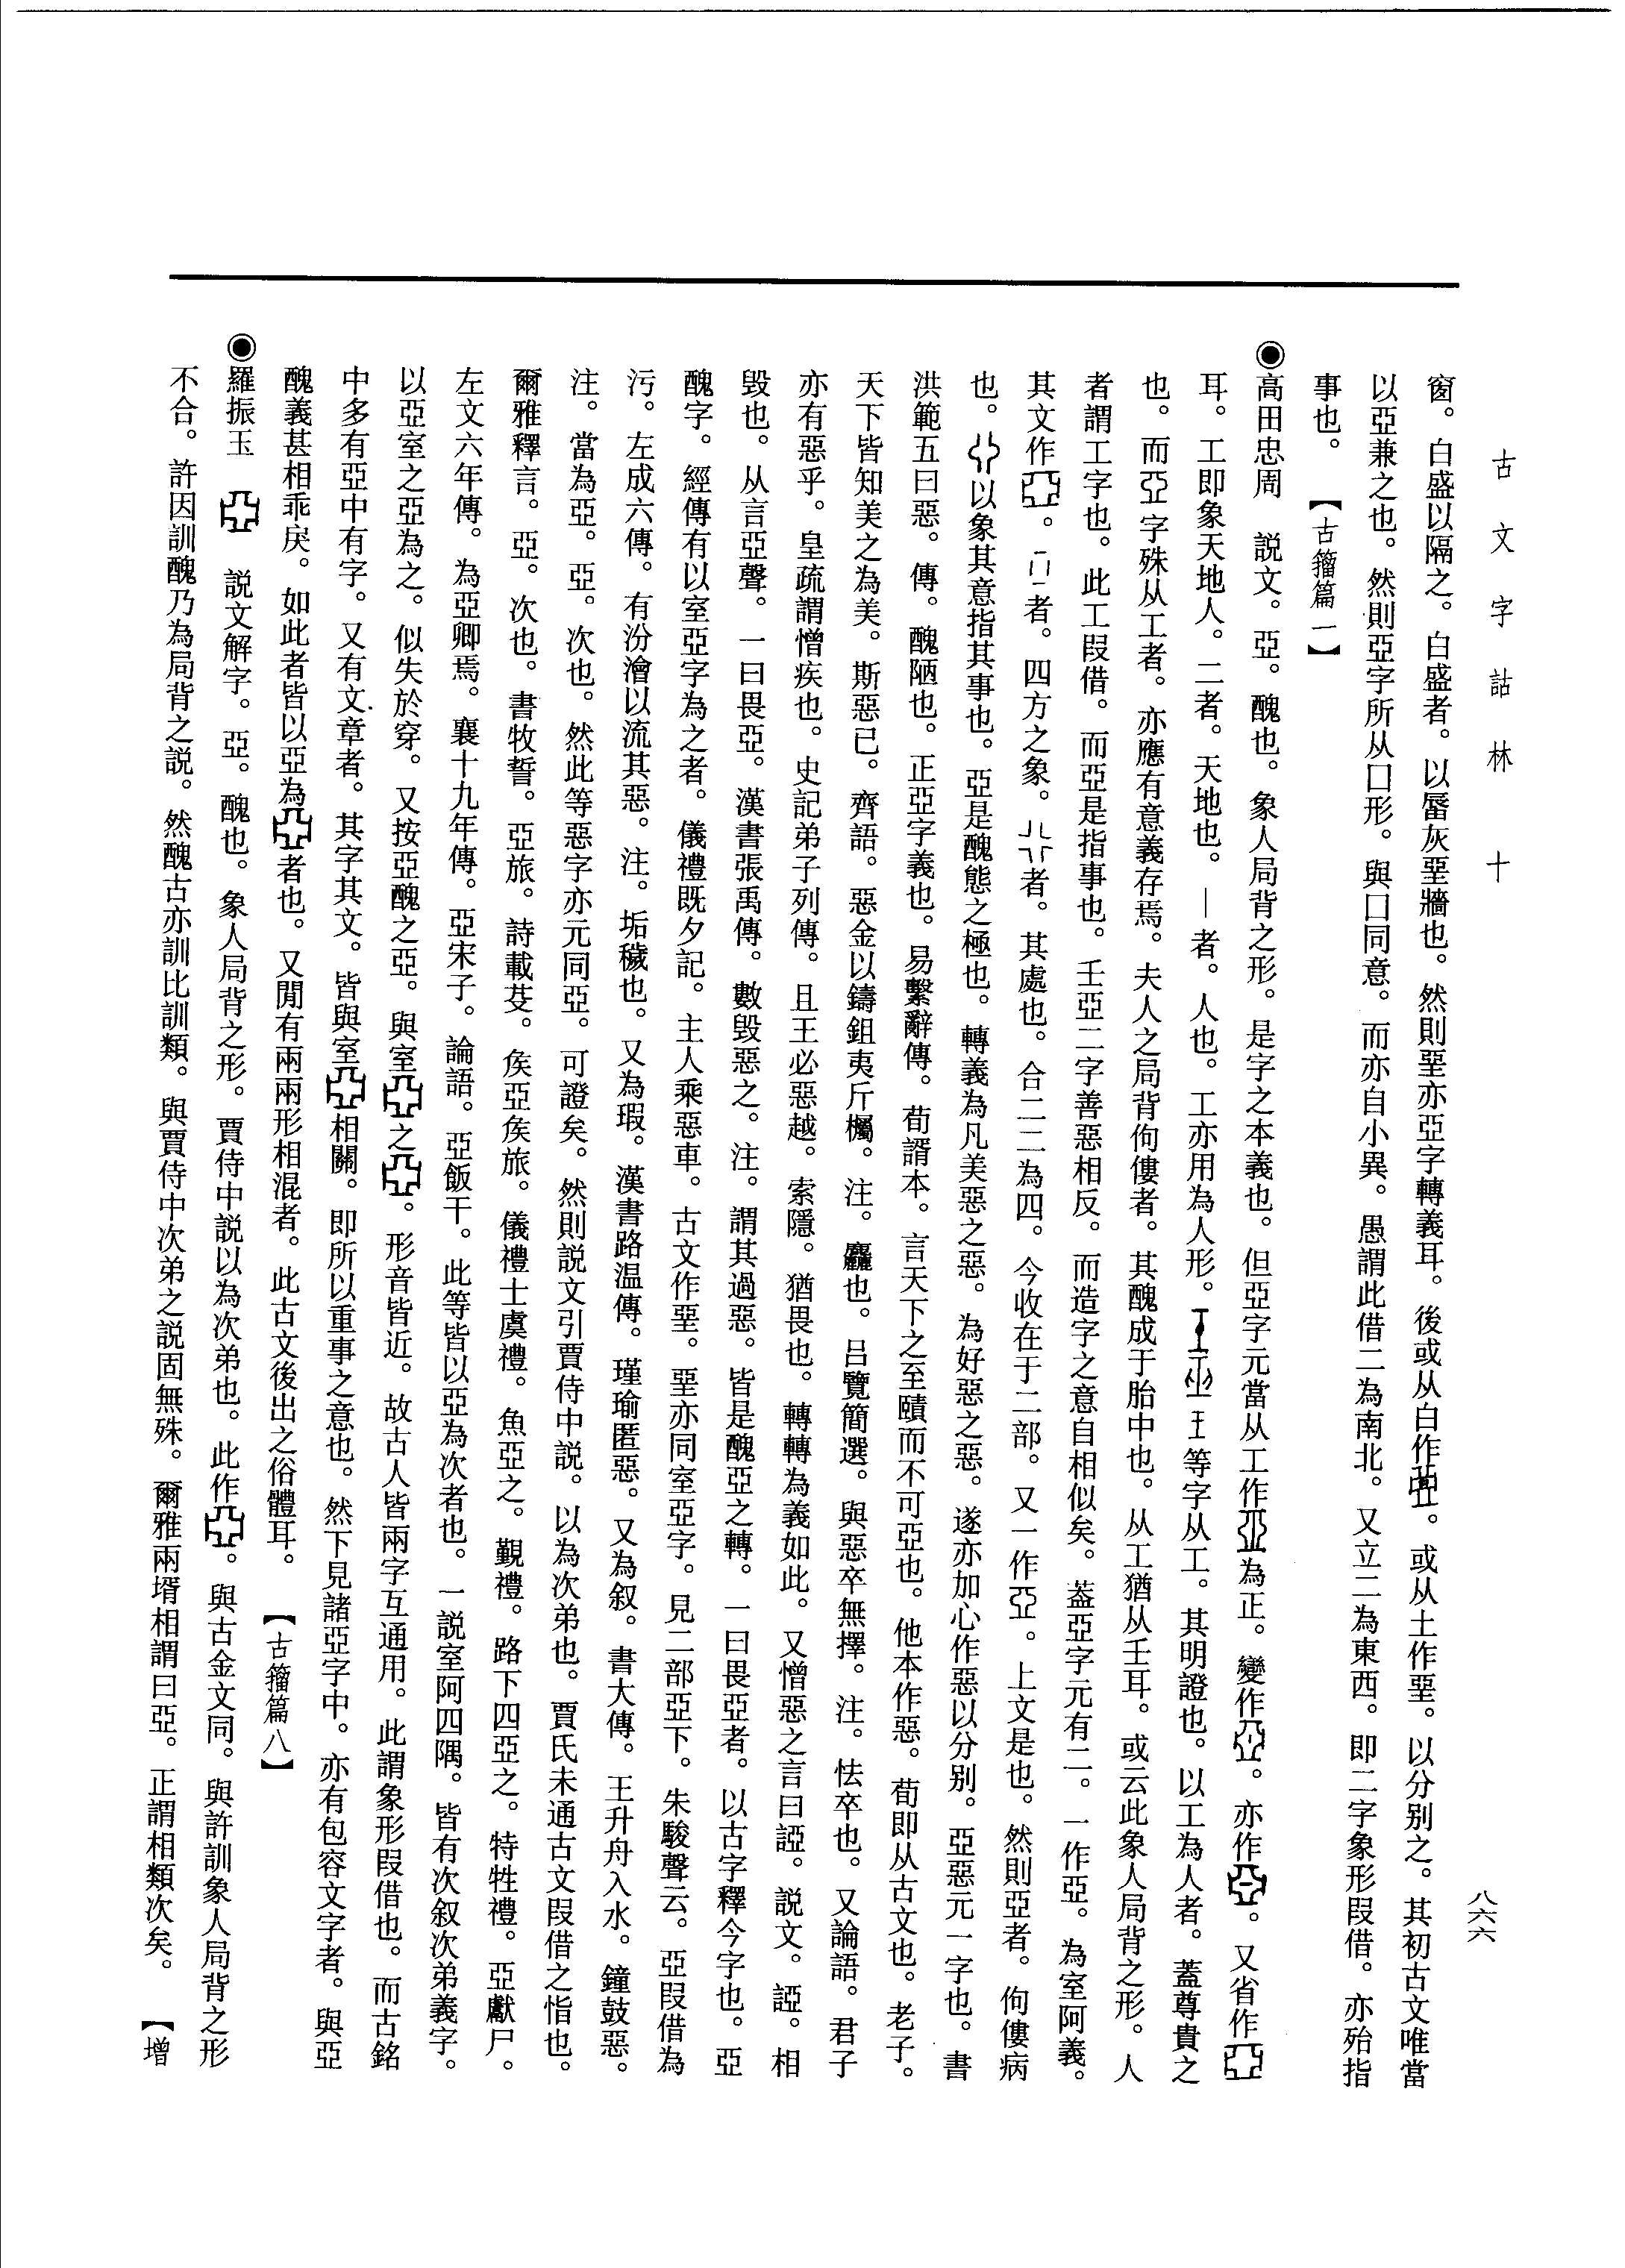 古文字詁林　十
八六六
窗。白盛以隔之。白盛者。以蜃灰堊牆也。然則堊亦亞字轉義耳。後或从白作。或从土作堊。以分別之。其初古文唯當
以亞兼之也。然則亞字所从囗形。與囗同意。而亦自小異。愚謂此借二為南北。又立二為東西。即二字象形叚借。亦殆指
事也。【古籀篇一】
◉高田忠周　説文。亞。醜也。象人局背之形。是字之本義也。但亞字元當从工作為正。變作。亦作。又省作
耳。工即象天地人。二者。天地也。｜者。人也。工亦用為人形。等字从工。其明證也。以工為人者。蓋尊貴之
也。而亞字殊从工者。亦應有意義存焉。夫人之局背佝僂者。其醜成于胎中也。从工猶从壬耳。或云此象人局背之形。人
者謂工字也。此工叚借。而亞是指事也。壬亞二字善惡相反。而造字之意自相似矣。葢亞字元有二。一作亞。為室阿義。
其文作。者。四方之象。者。其處也。合二二為四。今收在于二部。又一作亞。上文是也。然則亞者。佝僂病
也。以象其意指其事也。亞是醜態之極也。轉義為凡美惡之惡。為好惡之惡。遂亦加心作惡以分別。亞惡元一字也。書
洪範五曰惡。傳。醜陋也。正亞字義也。易繫辭傳。荀諝本。言天下之至賾而不可亞也。他本作惡。荀即从古文也。老子。
天下皆知美之為美。斯惡已。齊語。惡金以鑄鉏夷斤欘。注。麤也。吕覽簡選。與惡卒無擇。注。怯卒也。又論語。君子
亦有惡乎。皇疏謂憎疾也。史記弟子列傳。且王必惡越。索隱。猶畏也。轉轉為義如此。又憎惡之言曰誣。説文。誣。相
毀也。从言亞聲。一曰畏亞。漢書張禹傳。數毀惡之。注。謂其過惡。皆是醜亞之轉。一曰畏亞者。以古字釋今字也。亞
醜字。經傳有以室亞字為之者。儀禮既夕記。主人乘惡車。古文作堊。堊亦同室亞字。見二部亞下。朱駿聲云。亞叚借為
污。左成六傳。有汾澮以流其惡。注。垢穢也。又為瑕。漢書路温傳。瑾瑜匿惡。又為叙。書大傳。王升舟入水。鐘鼓惡。
注。當為亞。亞。次也。然此等惡字亦元同亞。可證矣。然則説文引賈侍中説。以為次弟也。賈氏未通古文叚借之恉也。
爾雅釋言。亞。次也。書牧誓。亞旅。詩載芟。矦亞矦旅。儀禮士虞禮。魚亞之。覲禮。路下四亞之。特牲禮。亞獻尸。
左文六年傳。為亞卿焉。襄十九年傳。亞宋子。論語。亞飯干。此等皆以亞為次者也。一説室阿四隅。皆有次叙次弟義字。
以亞室之亞為之。似失於穿。又按亞醜之亞。與室之。形音皆近。故古人皆兩字互通用。此謂象形叚借也。而古銘
中多有亞中有字。又有文章者。其字其文。皆與室相關。即所以重事之意也。然下見諸亞字中。亦有包容文字者。與亞
醜義甚相乖戾。如此者皆以亞為者也。又閒有兩兩形相混者。此古文後出之俗體耳。【古籀篇八】
◉羅振玉　説文解字。亞。醜也。象人局背之形。賈侍中説以為次弟也。此作。與古金文同。與許訓象人局背之形
不合。許因訓醜乃為局背之説。然醜古亦訓比訓類。與賈侍中次弟之説固無殊。爾雅兩壻相謂曰亞。正謂相類次矣。【增